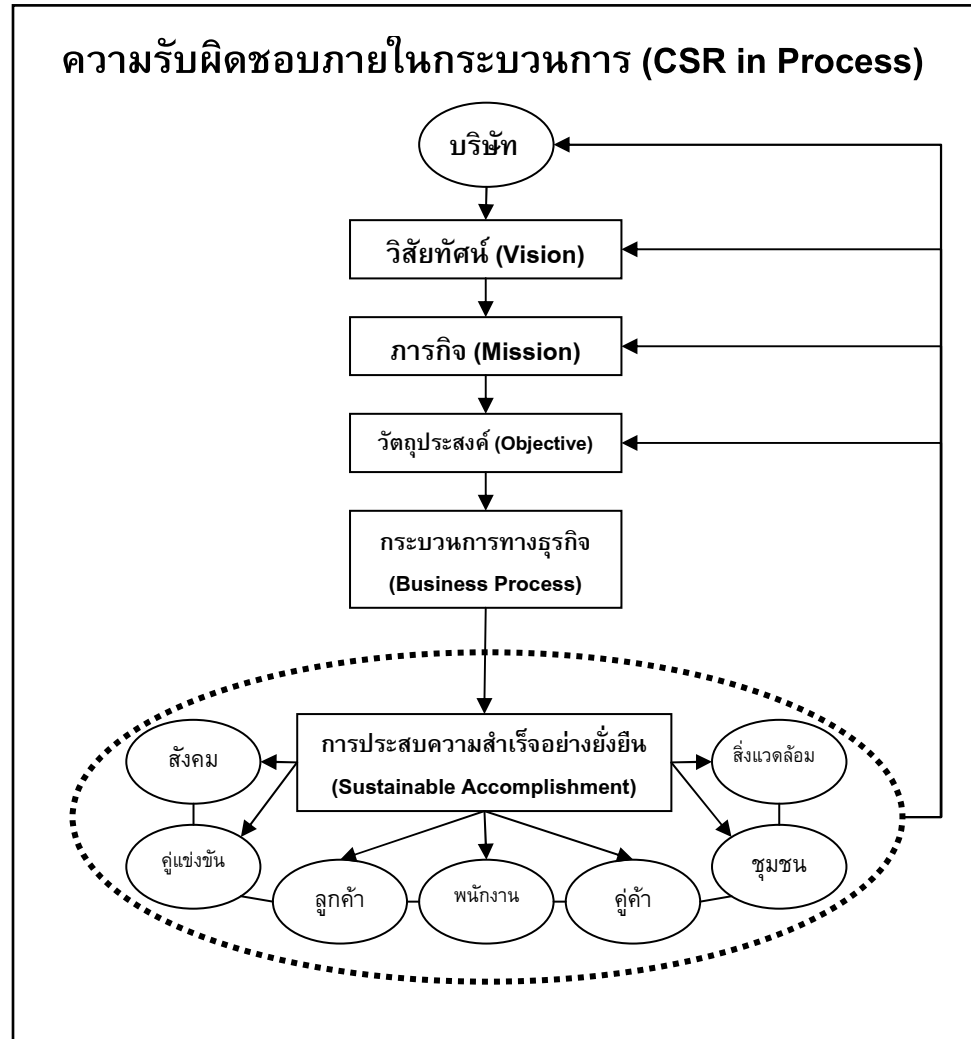 ความรับผิดชอบภายในกระบวนการ (CSR in Process)
บริษัท
วิสัยทัศน์ (Vision)
ภารกิจ (Mission)
วัตถุประสงค์ (Objective)
กระบวนการทางธุรกิจ
(Business Process)
การประสบความสำเร็จอย่างยั่งยืน
(Sustainable Accomplishment)
สังคม
สิ่งแวดล้อม
คู่แข่งขัน
ชุมชน
ลูกค้า
พนักงาน
คู่ค้า